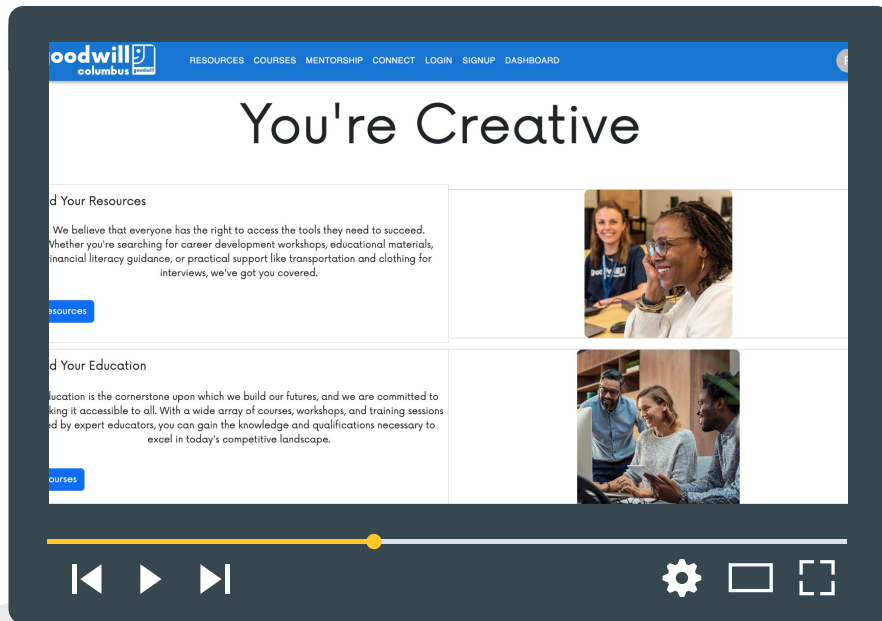 oodwill
columbus goodwill
RESOURCES COURSES MENTORSHIP CONNECT LOGIN SIGNUP DASHBOARD
You're Creative
d Your Resources
We believe that everyone has the right to access the tools they need to succeed.
Whether you're searching for career development workshops, educational materials,
inancial literacy guidance, or practical support like transportation and clothing for
interviews, we've got you covered.
esources
d Your Education
ducation is the cornerstone upon which we build our futures, and we are committed to
king it accessible to all. With a wide array of courses, workshops, and training sessions
ed by expert educators, you can gain the knowledge and qualifications necessary to
excel in today's competitive landscape.
ourses